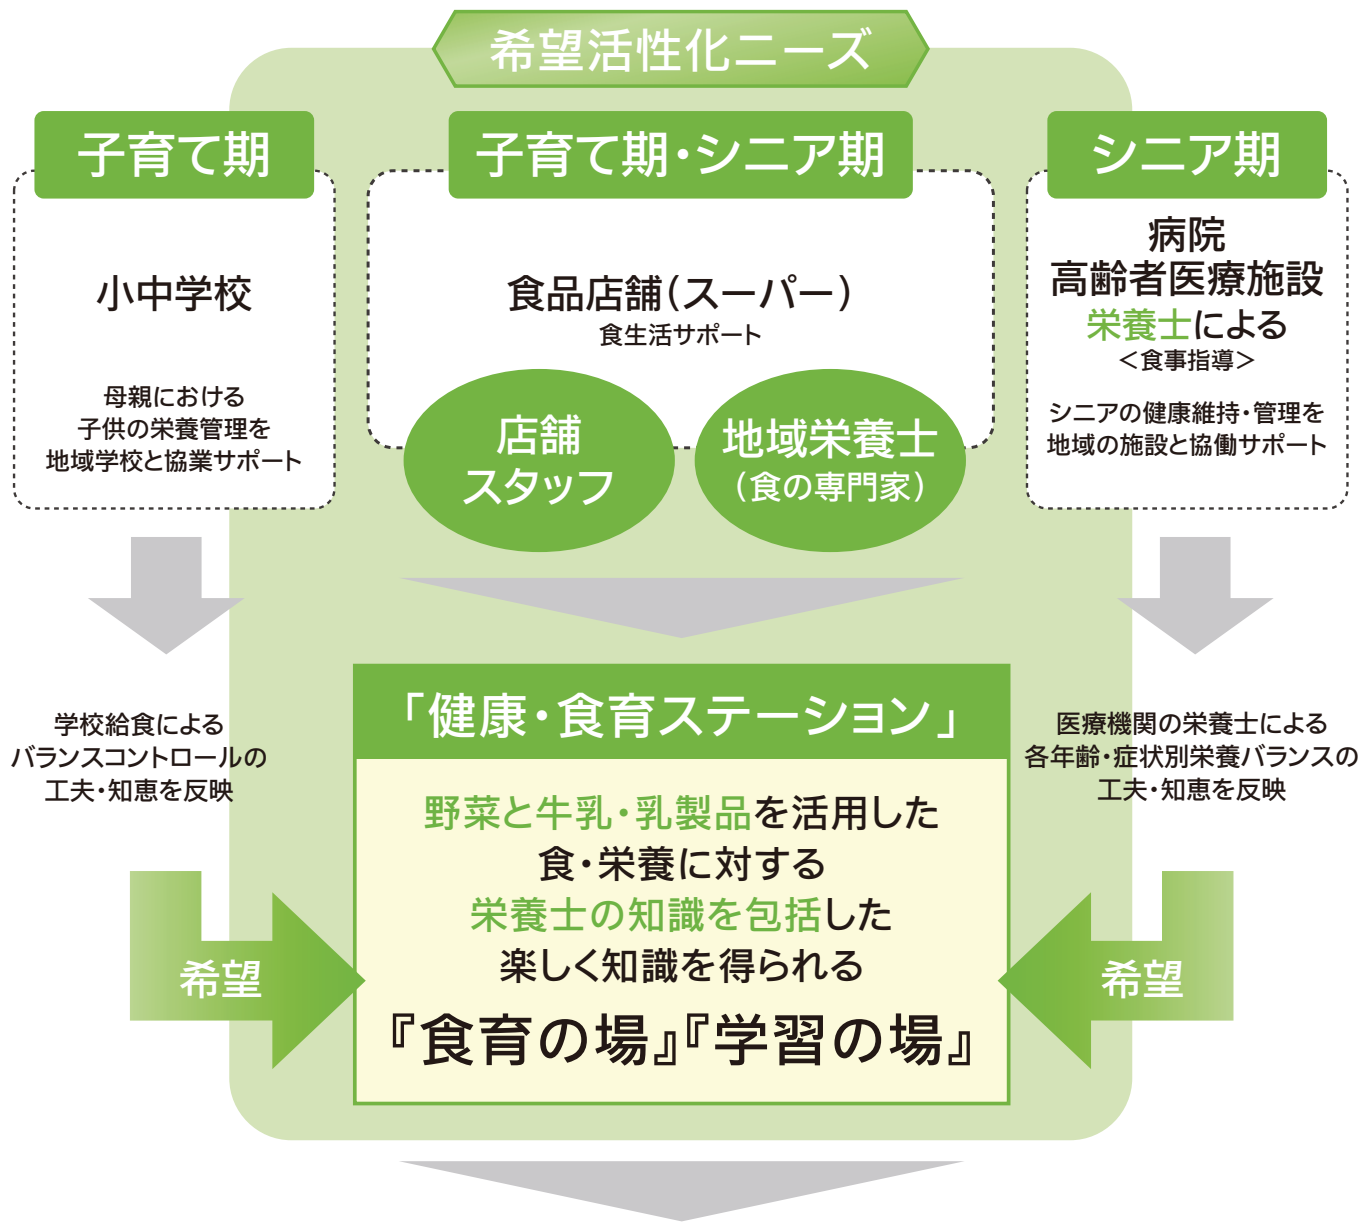 希望活性化ニーズ
子育て期
小中学校
母親における
子供の栄養管理を
地域学校と協業サポート
子育て期・シニア期
食品店舗(スーパー)
食生活サポート
店舗
スタッフ
地域栄養士
(食の専門家)
シニア期
病院
高齢者医療施設
栄養士による
<食事指導>
シニアの健康維持・管理を
地域の施設と協働サポート
学校給食による
バランスコントロールの
工夫・知恵を反映
希望
「健康・食育ステーション」
野菜と牛乳・乳製品を活用した
食・栄養に対する
栄養士の知識を包括した
楽しく知識を得られる
『食育の場』『学習の場』
医療機関の栄養士による
各年齢・症状別栄養バランスの
工夫・知恵を反映
希望